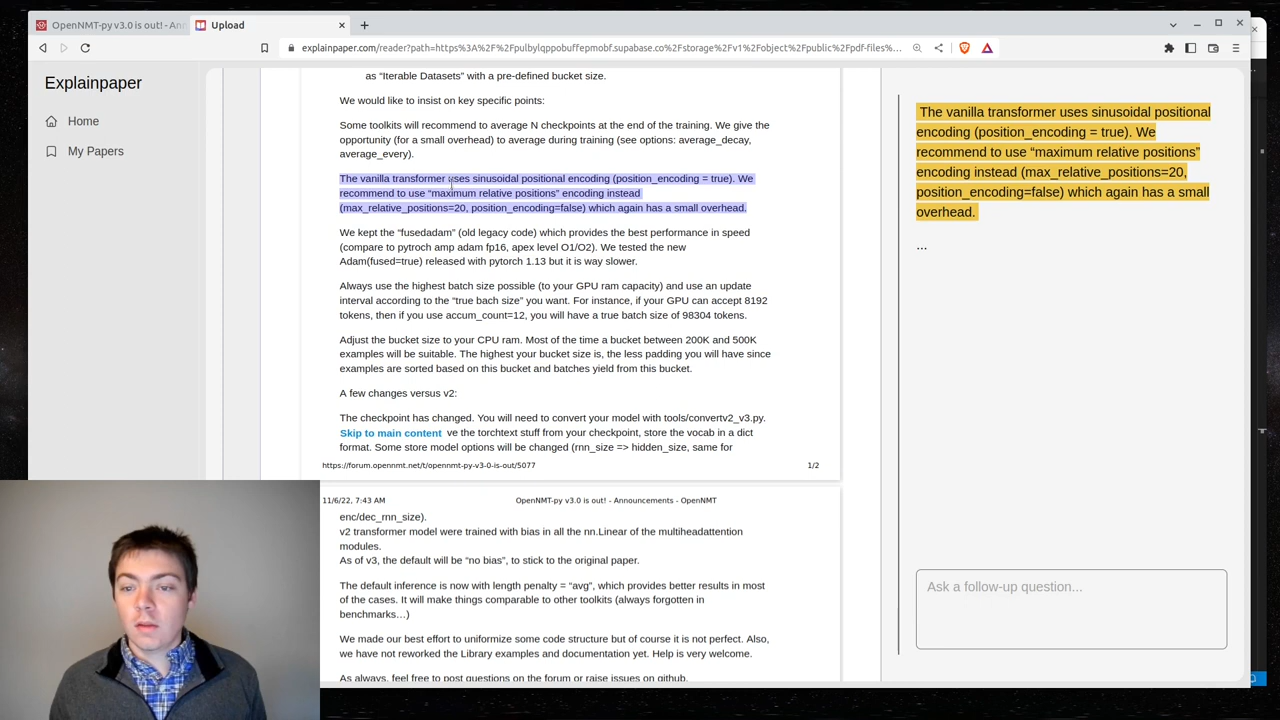 OpenNMT-py v3.0 is out! - Ann
Upload
explainpaper.com/reader?path=https%3A%2F%2Fpulbylqppobuffepmobf.supabase.co%2Fstorage%2Fv1%2Fobject%2Fpublic%2Fpdf-files%...
Explainpaper
Home
My Papers
as “Iterable Datasets” with a pre-defined bucket size.
We would like to insist on key specific points:
Some toolkits will recommend to average N checkpoints at the end of the training. We give the
opportunity (for a small overhead) to average during training (see options: average_decay,
average_every).
The vanilla transformer uses sinusoidal positional encoding (position_encoding = true). We
recommend to use “maximum relative positions” encoding instead
(max_relative_positions=20, position_encoding=false) which again has a small overhead.
We kept the “fusedadam” (old legacy code) which provides the best performance in speed
(compare to pytroch amp adam fp16, apex level O1/O2). We tested the new
Adam(fused=true) released with pytorch 1.13 but it is way slower.
Always use the highest batch size possible (to your GPU ram capacity) and use an update
interval according to the “true bach size” you want. For instance, if your GPU can accept 8192
tokens, then if you use accum_count=12, you will have a true batch size of 98304 tokens.
Adjust the bucket size to your CPU ram. Most of the time a bucket between 200K and 500K
examples will be suitable. The highest your bucket size is, the less padding you will have since
examples are sorted based on this bucket and batches yield from this bucket.
A few changes versus v2:
The checkpoint has changed. You will need to convert your model with tools/convertv2_v3.py.
Skip to main content ve the torchtext stuff from your checkpoint, store the vocab in a dict
format. Some store model options will be changed (rnn_size => hidden_size, same for
https://forum.opennmt.net/t/opennmt-py-v3-0-is-out/5077 1/2
11/6/22, 7:43 AM OpenNMT-py v3.0 is out! - Announcements - OpenNMT
enc/dec_rnn_size).
v2 transformer model were trained with bias in all the nn.Linear of the multiheadattention
modules.
As of v3, the default will be “no bias”, to stick to the original paper.
The default inference is now with length penalty = “avg”, which provides better results in most
of the cases. It will make things comparable to other toolkits (always forgotten in
benchmarks…)
We made our best effort to uniformize some code structure but of course it is not perfect. Also,
we have not reworked the Library examples and documentation yet. Help is very welcome.
As always, feel free to post questions on the forum or raise issues on github.
The vanilla transformer uses sinusoidal positional
encoding (position_encoding = true). We
recommend to use “maximum relative positions”
encoding instead (max_relative_positions=20,
position_encoding=false) which again has a small
overhead.
...
Ask a follow-up question...